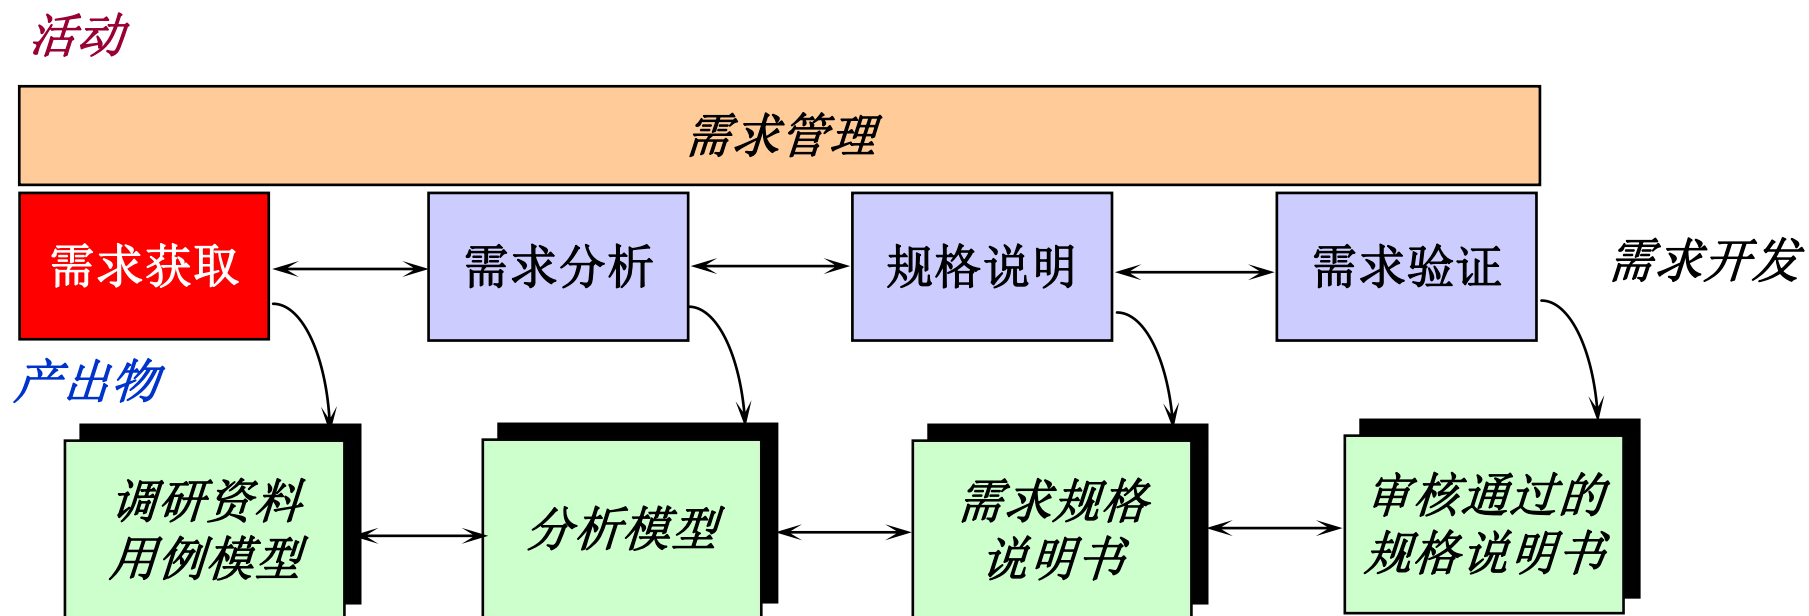 活动
需求管理
需求获取
需求分析
规格说明
需求验证
需求开发
产出物
调研资料
用例模型
分析模型
需求规格
说明书
审核通过的
规格说明书